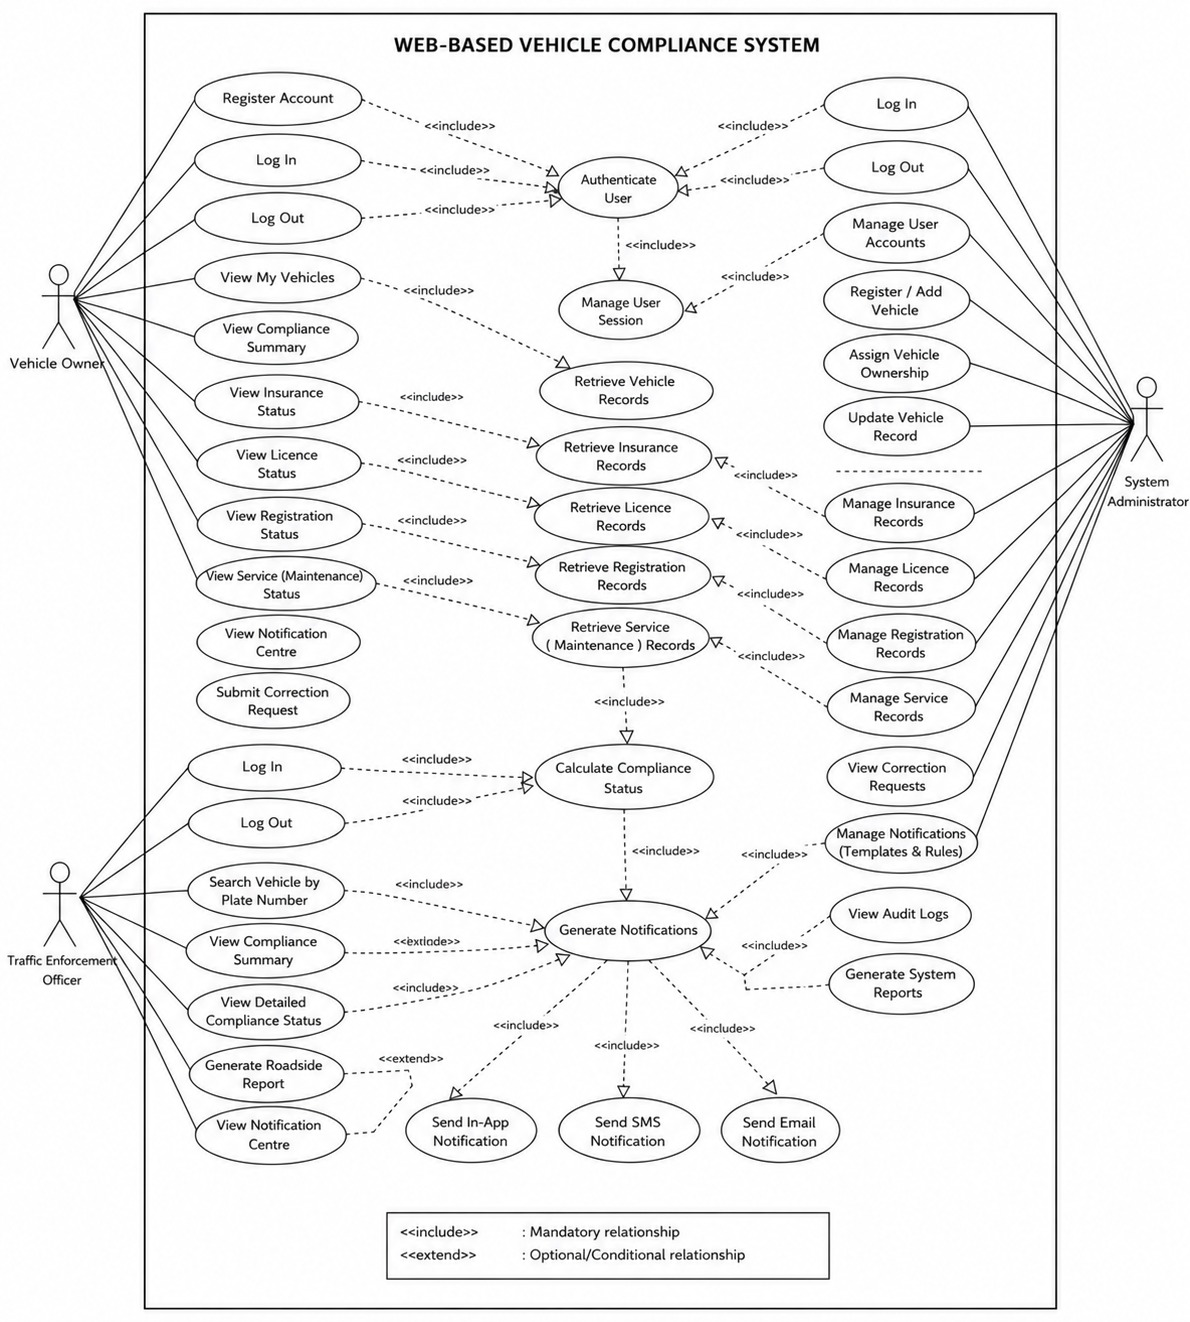 WEB-BASED VEHICLE COMPLIANCE SYSTEM
Register Account
Log In
Log Out
View My Vehicles
View Compliance
Summary
View Insurance
Status
View Licence
Status
View Registration
Status
View Service (Maintenance)
Status
View Notification
Centre
Submit Correction
Request
Vehicle Owner
Log In
Log Out
Search Vehicle by
Plate Number
View Compliance
Summary
View Detailed
Compliance Status
Generate Roadside
Report
View Notification
Centre
Traffic Enforcement
Officer
<<include>>
<<include>>
<<include>>
<<include>>
<<include>>
<<include>>
<<include>>
<<include>>
<<include>>
<<include>>
<<include>>
<<include>>
<<extend>>
Authenticate
User
<<include>>
Manage User
Session
Retrieve Vehicle
Records
Retrieve Insurance
Records
Retrieve Licence
Records
Retrieve Registration
Records
Retrieve Service
( Maintenance ) Records
<<include>>
Calculate Compliance
Status
<<include>>
Generate Notifications
<<include>>
<<include>>
<<include>>
Send In-App
Notification
Send SMS
Notification
Send Email
Notification
<<include>>
<<include>>
<<include>>
<<include>>
<<include>>
<<include>>
<<include>>
<<include>>
<<include>>
Log In
Log Out
Manage User
Accounts
Register / Add
Vehicle
Assign Vehicle
Ownership
Update Vehicle
Record
Manage Insurance
Records
Manage Licence
Records
Manage Registration
Records
Manage Service
Records
View Correction
Requests
Manage Notifications
(Templates & Rules)
View Audit Logs
Generate System
Reports
System
Administrator
<<include>> : Mandatory relationship
<<extend>> : Optional/Conditional relationship